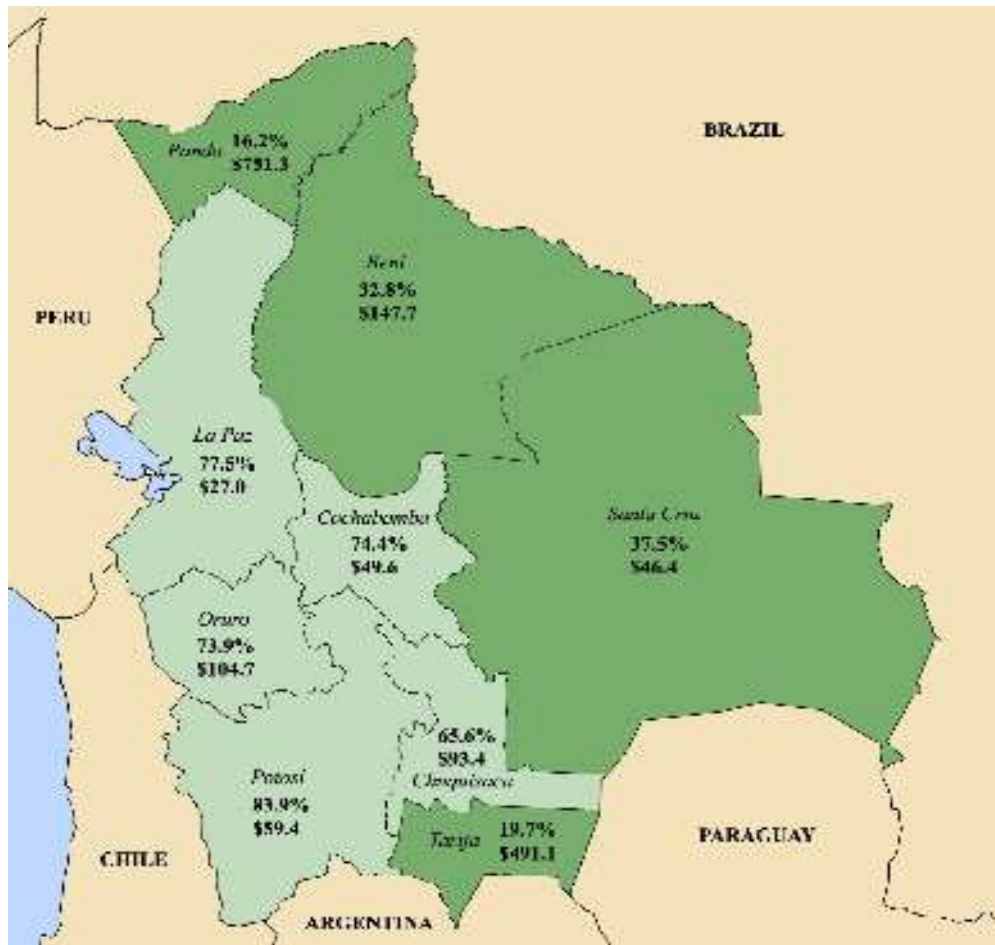 BRAZIL
Pando 16.2%
$751.3
Beni
32.8%
$147.7
PERU
La Paz
77.5%
$27.0
Cochabamba
74.4%
$49.6
Santa Cruz
37.5%
$46.4
Oruro
73.9%
$104.7
65.6%
$93.4
Chuquisaca
Potosí
83.9%
$59.4
Tarija 19.7%
$491.1
PARAGUAY
CHILE
ARGENTINA